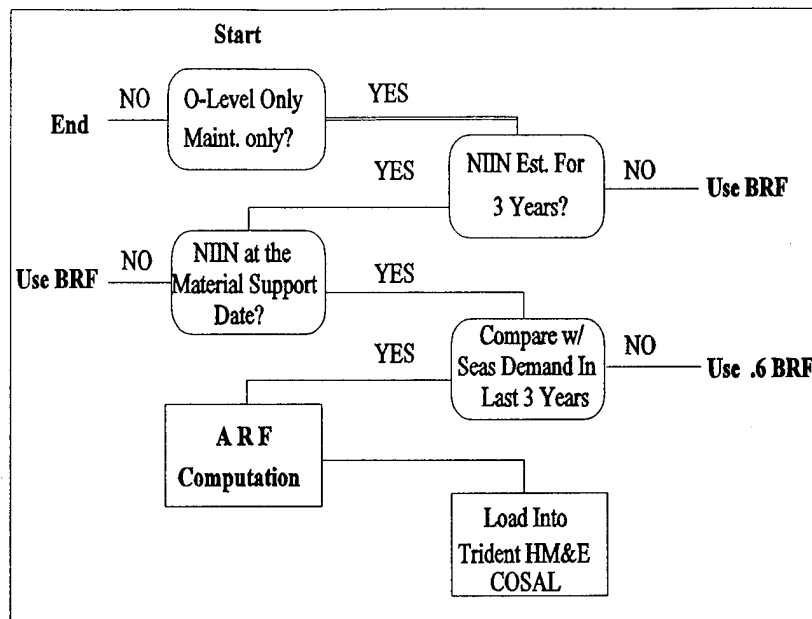 Start
NO
O-Level Only
Maint. only?
YES
End
YES
NIIN Est. For
3 Years?
NO
Use BRF
Use BRF
NO
NIIN at the
Material Support
Date?
YES
YES
Compare w/
Seas Demand In
Last 3 Years
NO
Use .6 BRF
A R F
Computation
Load Into
Trident HM&E
COSAL